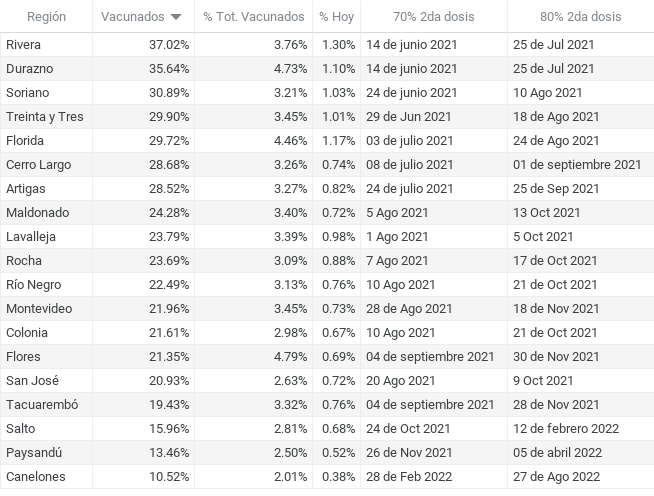 Región Vacunados % Tot. Vacunados % Hoy 70% 2da dosis 80% 2da dosis
Rivera 37.02% 3.76% 1.30% 14 de junio 2021 25 de Jul 2021
Durazno 35.64% 4.73% 1.10% 14 de junio 2021 25 de Jul 2021
Soriano 30.89% 3.21% 1.03% 24 de junio 2021 10 Ago 2021
Treinta y Tres 29.90% 3.45% 1.01% 29 de Jun 2021 18 de Ago 2021
Florida 29.72% 4.46% 1.17% 03 de julio 2021 24 de Ago 2021
Cerro Largo 28.68% 3.26% 0.74% 08 de julio 2021 01 de septiembre 2021
Artigas 28.52% 3.27% 0.82% 24 de julio 2021 25 de Sep 2021
Maldonado 24.28% 3.40% 0.72% 5 Ago 2021 13 Oct 2021
Lavalleja 23.79% 3.39% 0.98% 1 Ago 2021 5 Oct 2021
Rocha 23.69% 3.09% 0.88% 7 Ago 2021 17 de Oct 2021
Río Negro 22.49% 3.13% 0.76% 10 Ago 2021 21 de Oct 2021
Montevideo 21.96% 3.45% 0.73% 28 de Ago 2021 18 de Nov 2021
Colonia 21.61% 2.98% 0.67% 10 Ago 2021 21 de Oct 2021
Flores 21.35% 4.79% 0.69% 04 de septiembre 2021 30 de Nov 2021
San José 20.93% 2.63% 0.72% 20 Ago 2021 9 Oct 2021
Tacuarembó 19.43% 3.32% 0.76% 04 de septiembre 2021 28 de Nov 2021
Salto 15.96% 2.81% 0.68% 24 de Oct 2021 12 de febrero 2022
Paysandú 13.46% 2.50% 0.52% 26 de Nov 2021 05 de abril 2022
Canelones 10.52% 2.01% 0.38% 28 de Feb 2022 27 de Ago 2022